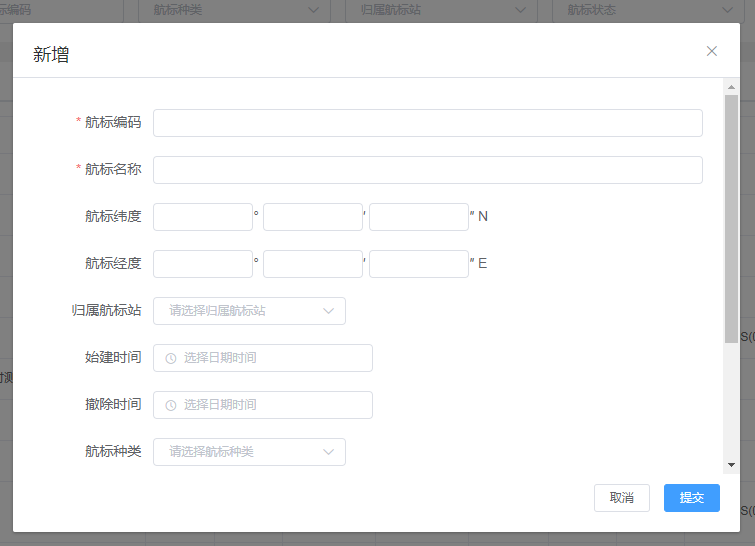 标编码 航标种类 归属航标站 航标状态
新增
* 航标编码
* 航标名称
航标纬度 ° ′ ″ N
航标经度 ° ′ ″ E
归属航标站 请选择归属航标站
始建时间 选择日期时间
撤除时间 选择日期时间
航标种类 请选择航标种类
取消 提交